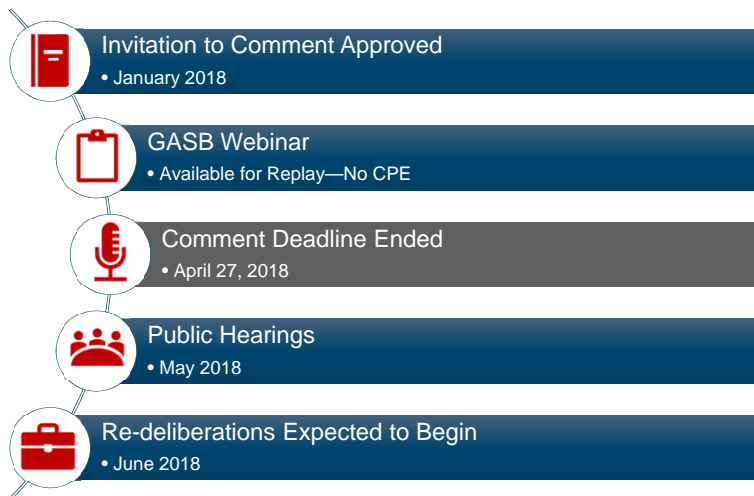 Invitation to Comment Approved
• January 2018
GASB Webinar
• Available for Replay—No CPE
Comment Deadline Ended
• April 27, 2018
Public Hearings
• May 2018
Re-deliberations Expected to Begin
• June 2018